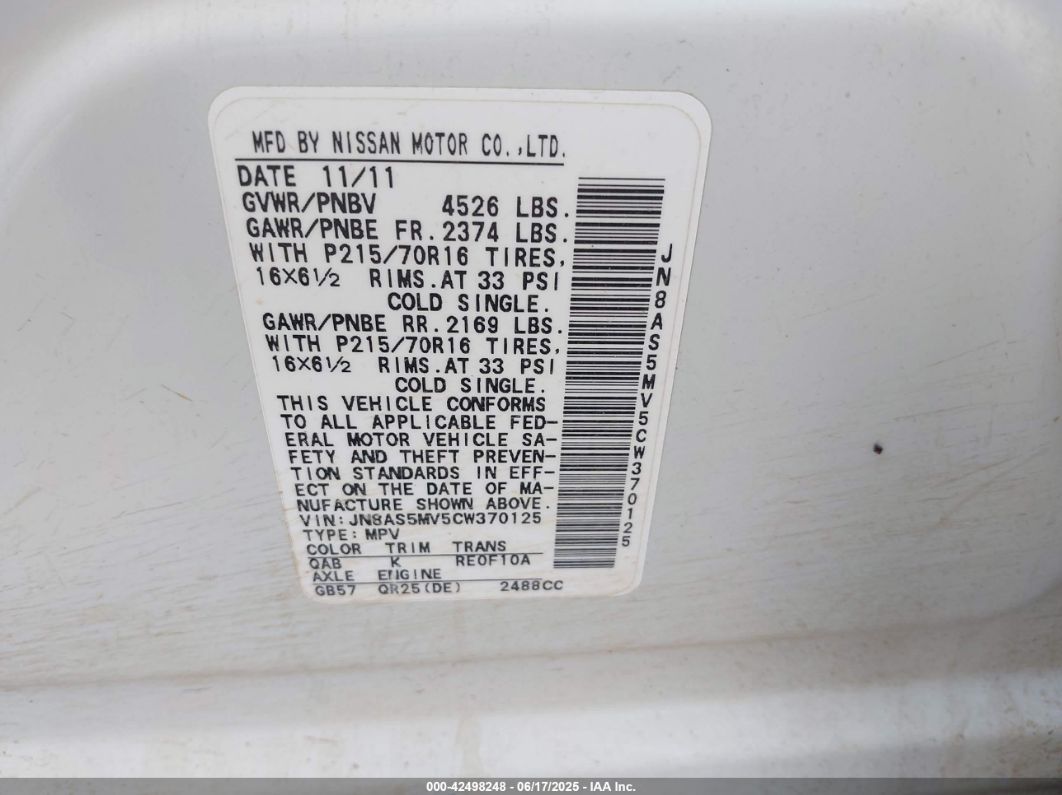 MFD BY NISSAN MOTOR CO.,LTD.
DATE 11/11
GVWR/PNBV 4526 LBS.
GAWR/PNBE FR.2374 LBS.
WITH P215/70R16 TIRES,
16X6½ RIMS.AT 33 PSI
COLD SINGLE.
GAWR/PNBE RR.2169 LBS.
WITH P215/70R16 TIRES,
16X6½ RIMS.AT 33 PSI
COLD SINGLE.
THIS VEHICLE CONFORMS
TO ALL APPLICABLE FED-
ERAL MOTOR VEHICLE SA-
FETY AND THEFT PREVEN-
TION STANDARDS IN EFF-
ECT ON THE DATE OF MA-
NUFACTURE SHOWN ABOVE.
VIN:JN8AS5MV5CW370125
TYPE:MPV
COLOR TRIM TRANS
QAB K RE0F10A
AXLE ENGINE
GB57 QR25(DE) 2488CC
JN8AS5MV5CW370125
000-42498248 - 06/17/2025 - IAA Inc.